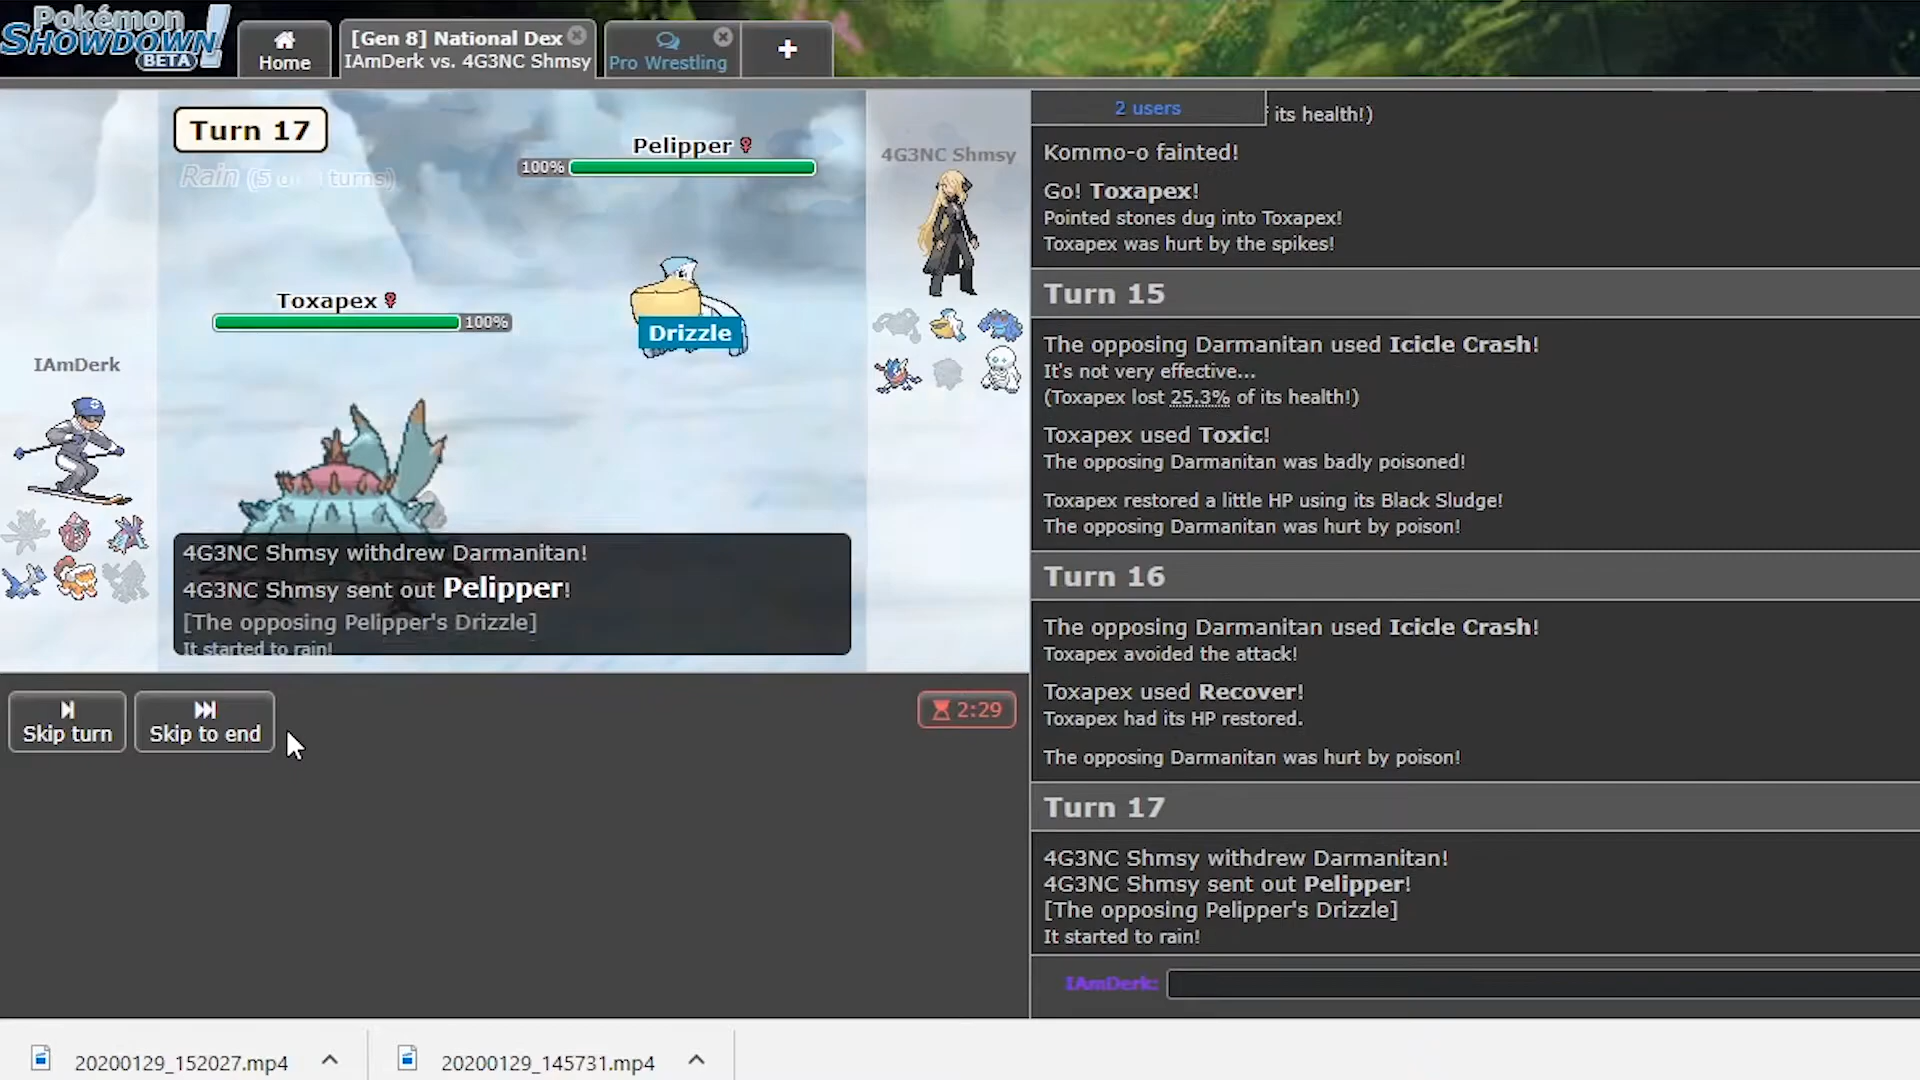 Pokémon
SHOWDOWN!
BETA
Home
[Gen 8] National Dex
IAmDerk vs. 4G3NC Shmsy
Pro Wrestling
+
Turn 17
Rain (5 turns)
Pelipper
100%
Drizzle
Toxapex
100%
IAmDerk
4G3NC Shmsy
4G3NC Shmsy withdrew Darmanitan!
4G3NC Shmsy sent out Pelipper!
[The opposing Pelipper's Drizzle]
It started to rain!
Skip turn
Skip to end
2:29
2 users
its health!)
Kommo-o fainted!
Go! Toxapex!
Pointed stones dug into Toxapex!
Toxapex was hurt by the spikes!
Turn 15
The opposing Darmanitan used Icicle Crash!
It's not very effective...
(Toxapex lost 25.3% of its health!)
Toxapex used Toxic!
The opposing Darmanitan was badly poisoned!
Toxapex restored a little HP using its Black Sludge!
The opposing Darmanitan was hurt by poison!
Turn 16
The opposing Darmanitan used Icicle Crash!
Toxapex avoided the attack!
Toxapex used Recover!
Toxapex had its HP restored.
The opposing Darmanitan was hurt by poison!
Turn 17
4G3NC Shmsy withdrew Darmanitan!
4G3NC Shmsy sent out Pelipper!
[The opposing Pelipper's Drizzle]
It started to rain!
IAmDerk:
20200129_152027.mp4
20200129_145731.mp4